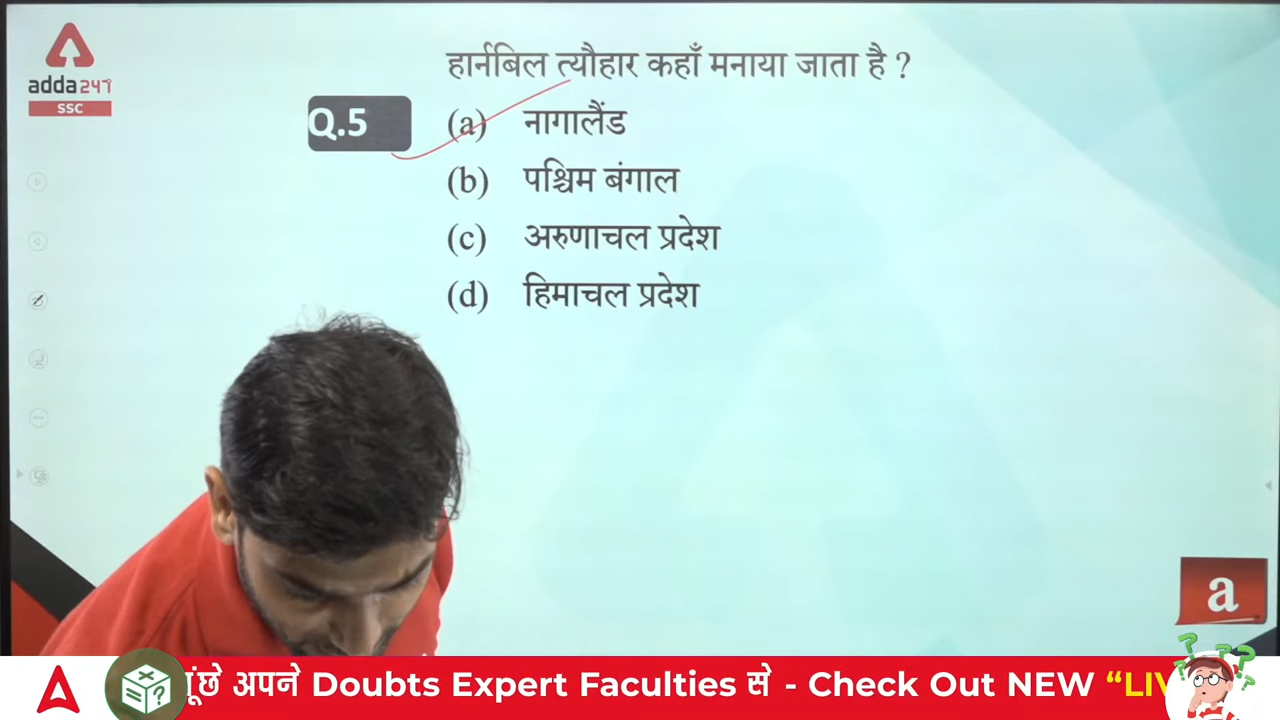 adda247
SSC
हार्नबिल त्यौहार कहाँ मनाया जाता है ?
Q.5
(a) नागालैंड
(b) पश्चिम बंगाल
(c) अरुणाचल प्रदेश
(d) हिमाचल प्रदेश
a
अपने Doubts Expert Faculties से - Check Out NEW